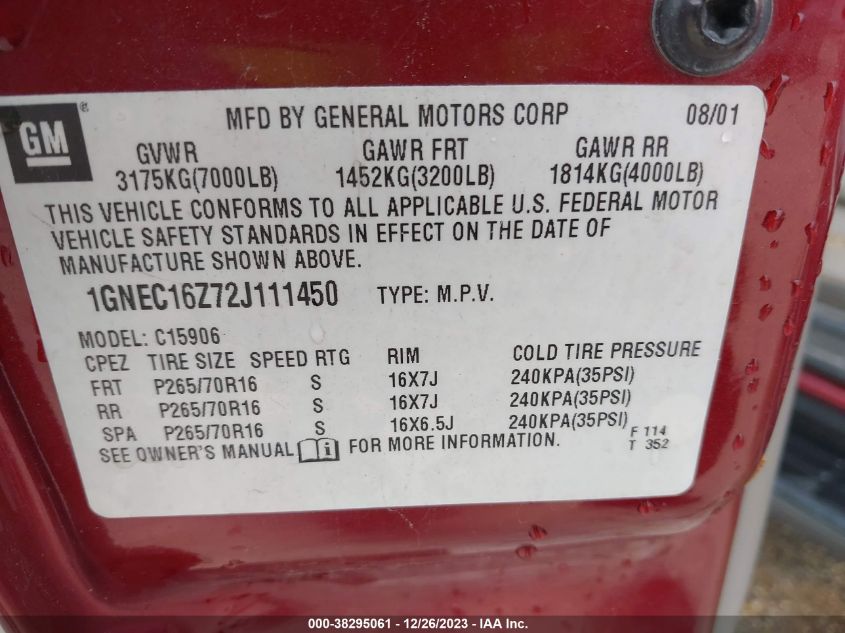 GM ®
MFD BY GENERAL MOTORS CORP 08/01
GVWR GAWR FRT GAWR RR
3175KG(7000LB) 1452KG(3200LB) 1814KG(4000LB)
THIS VEHICLE CONFORMS TO ALL APPLICABLE U.S. FEDERAL MOTOR
VEHICLE SAFETY STANDARDS IN EFFECT ON THE DATE OF
MANUFACTURE SHOWN ABOVE.
1GNEC16Z72J111450 TYPE: M.P.V.
MODEL: C15906
CPEZ TIRE SIZE SPEED RTG RIM COLD TIRE PRESSURE
FRT P265/70R16 S 16X7J 240KPA(35PSI)
RR P265/70R16 S 16X7J 240KPA(35PSI)
SPA P265/70R16 S 16X6.5J 240KPA(35PSI) F 114
SEE OWNER'S MANUAL i FOR MORE INFORMATION. T 352
000-38295061 - 12/26/2023 - IAA Inc.